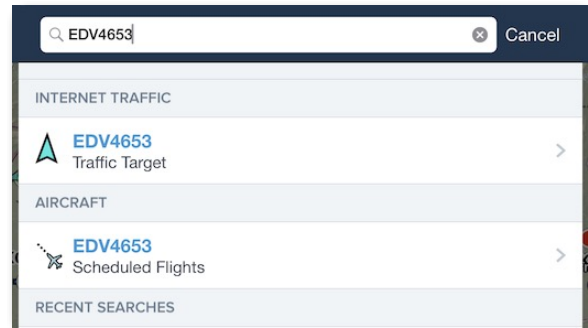 EDV4653
Cancel
INTERNET TRAFFIC
EDV4653
Traffic Target
AIRCRAFT
EDV4653
Scheduled Flights
RECENT SEARCHES